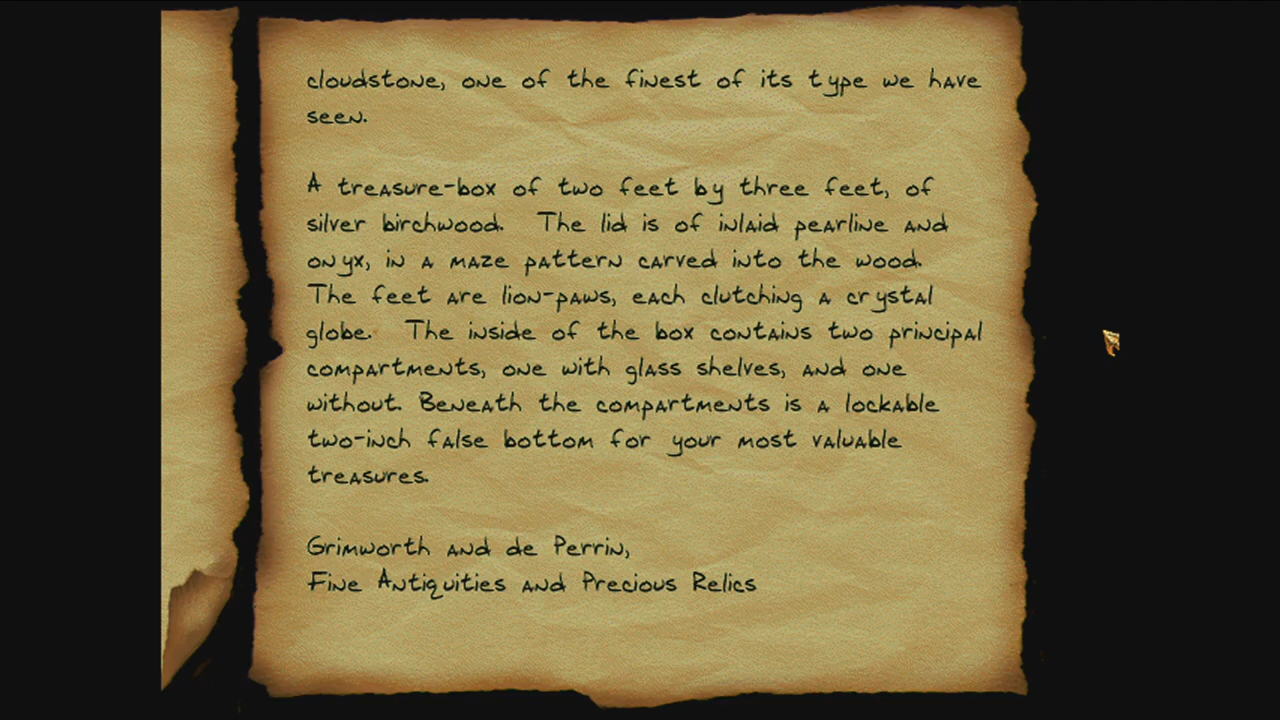 cloudstone, one of the finest of its type we have
seen.
A treasure-box of two feet by three feet, of
silver birchwood. The lid is of inlaid pearline and
onyx, in a maze pattern carved into the wood.
The feet are lion-paws, each clutching a crystal
globe. The inside of the box contains two principal
compartments, one with glass shelves, and one
without. Beneath the compartments is a lockable
two-inch false bottom for your most valuable
treasures.
Grimworth and de Perrin,
Fine Antiquities and Precious Relics